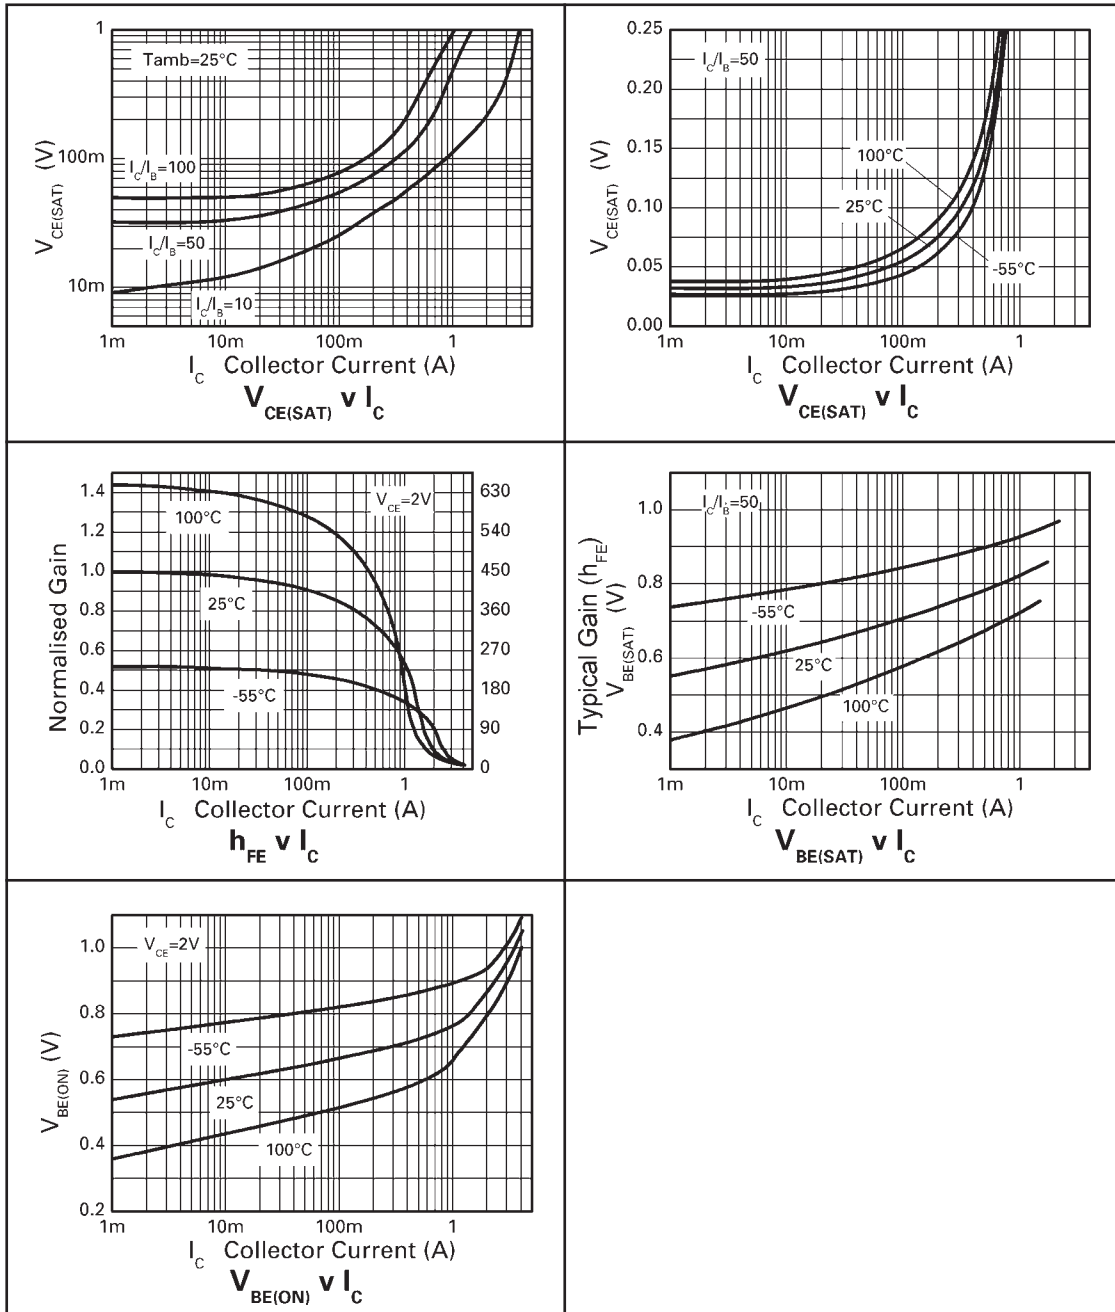 1
100m
10m
V_CE(SAT) (V)
Tamb=25°C
I_C/I_B=100
I_C/I_B=50
I_C/I_B=10
1m 10m 100m 1
I_C Collector Current (A)
V_CE(SAT) v I_C
0.25
0.20
0.15
0.10
0.05
0.00
V_CE(SAT) (V)
I_C/I_B=50
100°C
25°C
-55°C
1m 10m 100m 1
I_C Collector Current (A)
V_CE(SAT) v I_C
1.4
1.2
1.0
0.8
0.6
0.4
0.2
0.0
Normalised Gain
V_CE=2V
100°C
25°C
-55°C
630
540
450
360
270
180
90
0
Typical Gain (h_FE)
1m 10m 100m 1
I_C Collector Current (A)
h_FE v I_C
1.0
0.8
0.6
0.4
V_BE(SAT) (V)
I_C/I_B=50
-55°C
25°C
100°C
1m 10m 100m 1
I_C Collector Current (A)
V_BE(SAT) v I_C
1.0
0.8
0.6
0.4
0.2
V_BE(ON) (V)
V_CE=2V
-55°C
25°C
100°C
1m 10m 100m 1
I_C Collector Current (A)
V_BE(ON) v I_C